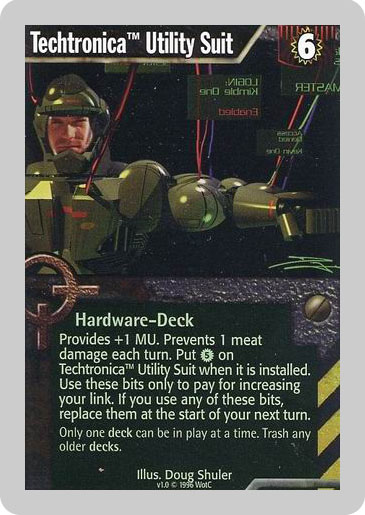 Techtronica™ Utility Suit
6
LOGIN:
Kimble One
Enabled
MASTER
Access
Denied
Kevin One
Hardware-Deck
Provides +1 MU. Prevents 1 meat
damage each turn. Put 5 on
Techtronica™ Utility Suit when it is installed.
Use these bits only to pay for increasing
your link. If you use any of these bits,
replace them at the start of your next turn.
Only one deck can be in play at a time. Trash any
older decks.
Illus. Doug Shuler
v1.0 © 1996 WotC